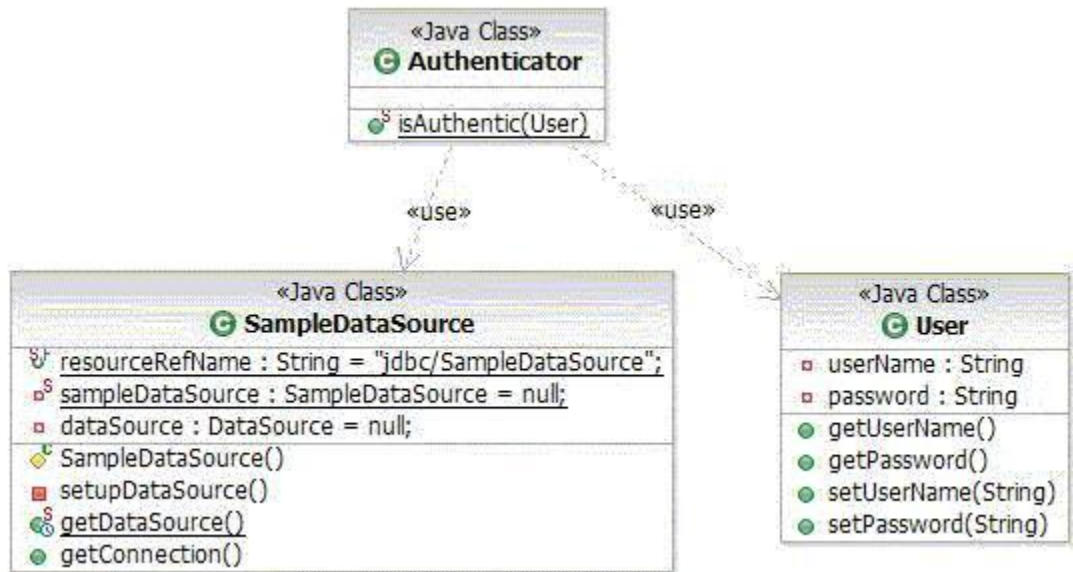 «Java Class»
Authenticator
isAuthentic(User)
«use»
«use»
«Java Class»
SampleDataSource
resourceRefName : String = "jdbc/SampleDataSource";
sampleDataSource : SampleDataSource = null;
dataSource : DataSource = null;
SampleDataSource()
setupDataSource()
getDataSource()
getConnection()
«Java Class»
User
userName : String
password : String
getUserName()
getPassword()
setUserName(String)
setPassword(String)